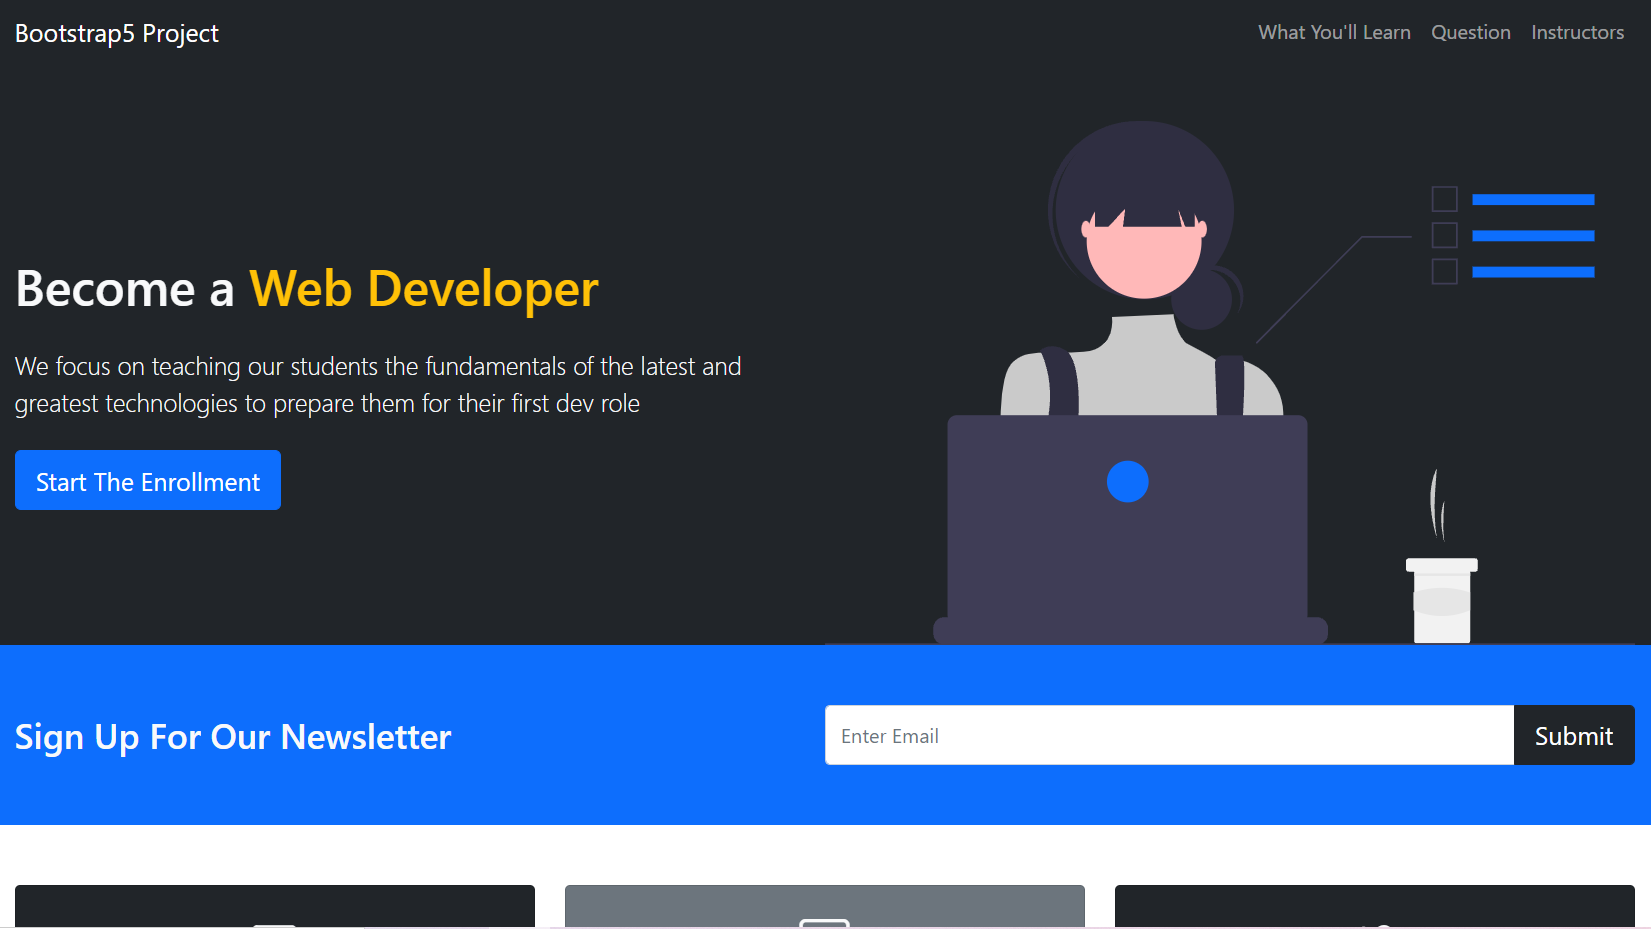 Bootstrap5 Project
What You'll Learn Question Instructors
Become a Web Developer
We focus on teaching our students the fundamentals of the latest and
greatest technologies to prepare them for their first dev role
Start The Enrollment
Sign Up For Our Newsletter
Enter Email
Submit